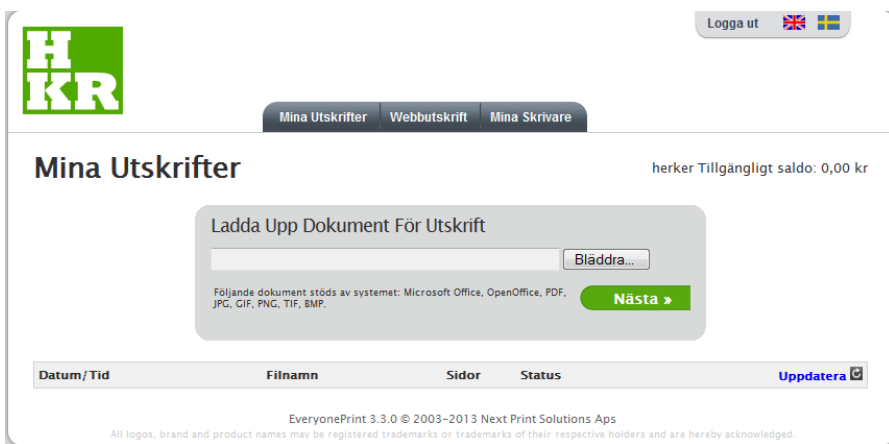 Logga ut
H
KR
Mina Utskrifter Webbutskrift Mina Skrivare
Mina Utskrifter
herker Tillgängligt saldo: 0,00 kr
Ladda Upp Dokument För Utskrift
Bläddra...
Följande dokument stöds av systemet: Microsoft Office, OpenOffice, PDF,
JPG, GIF, PNG, TIF, BMP.
Nästa »
Datum/Tid Filnamn Sidor Status Uppdatera
EveryonePrint 3.3.0 © 2003-2013 Next Print Solutions Aps
All logos, brand and product names may be registered trademarks or trademarks of their respective holders and are hereby acknowledged.